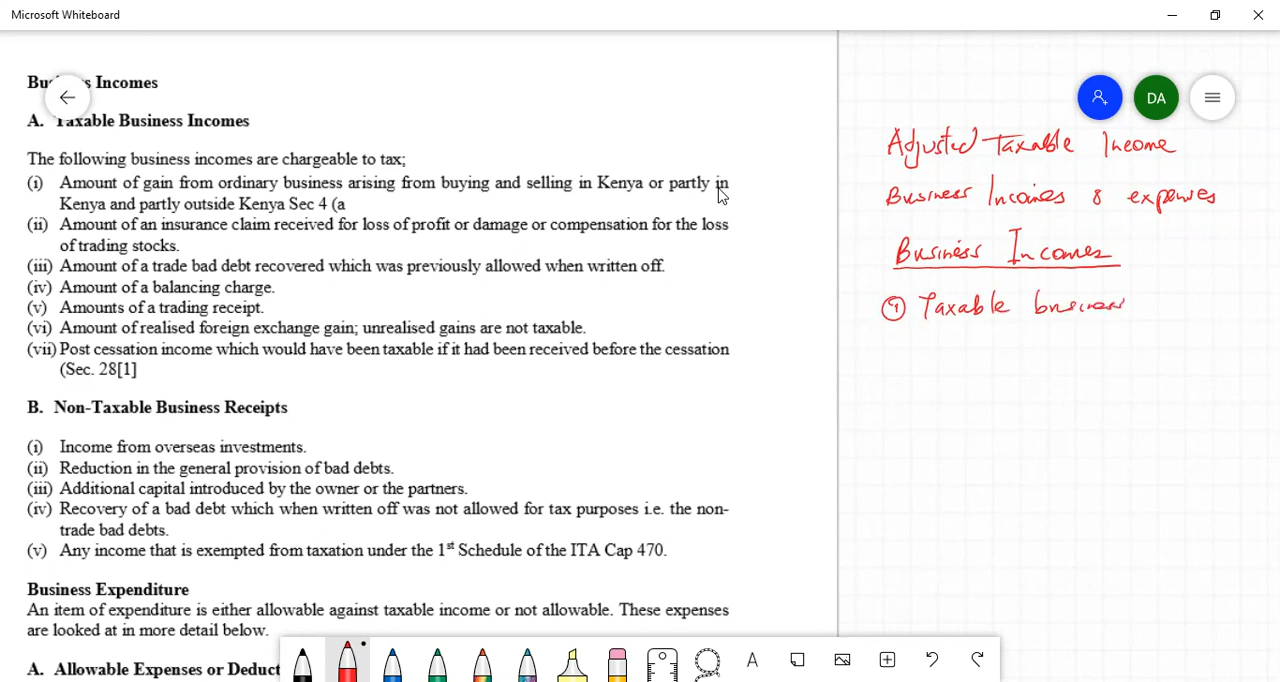 Microsoft Whiteboard
Incomes
A. Taxable Business Incomes
The following business incomes are chargeable to tax;
(i) Amount of gain from ordinary business arising from buying and selling in Kenya or partly in
Kenya and partly outside Kenya Sec 4 (a
(ii) Amount of an insurance claim received for loss of profit or damage or compensation for the loss
of trading stocks.
(iii) Amount of a trade bad debt recovered which was previously allowed when written off.
(iv) Amount of a balancing charge.
(v) Amounts of a trading receipt.
(vi) Amount of realised foreign exchange gain; unrealised gains are not taxable.
(vii) Post cessation income which would have been taxable if it had been received before the cessation
(Sec. 28[1]
B. Non-Taxable Business Receipts
(i) Income from overseas investments.
(ii) Reduction in the general provision of bad debts.
(iii) Additional capital introduced by the owner or the partners.
(iv) Recovery of a bad debt which when written off was not allowed for tax purposes i.e. the non-
trade bad debts.
(v) Any income that is exempted from taxation under the 1st Schedule of the ITA Cap 470.
Business Expenditure
An item of expenditure is either allowable against taxable income or not allowable. These expenses
are looked at in more detail below.
A. Allowable Expenses or Deduct
DA
Adjusted Taxable Income
Business Incomes & expenses
Business Incomes
Taxable business
A